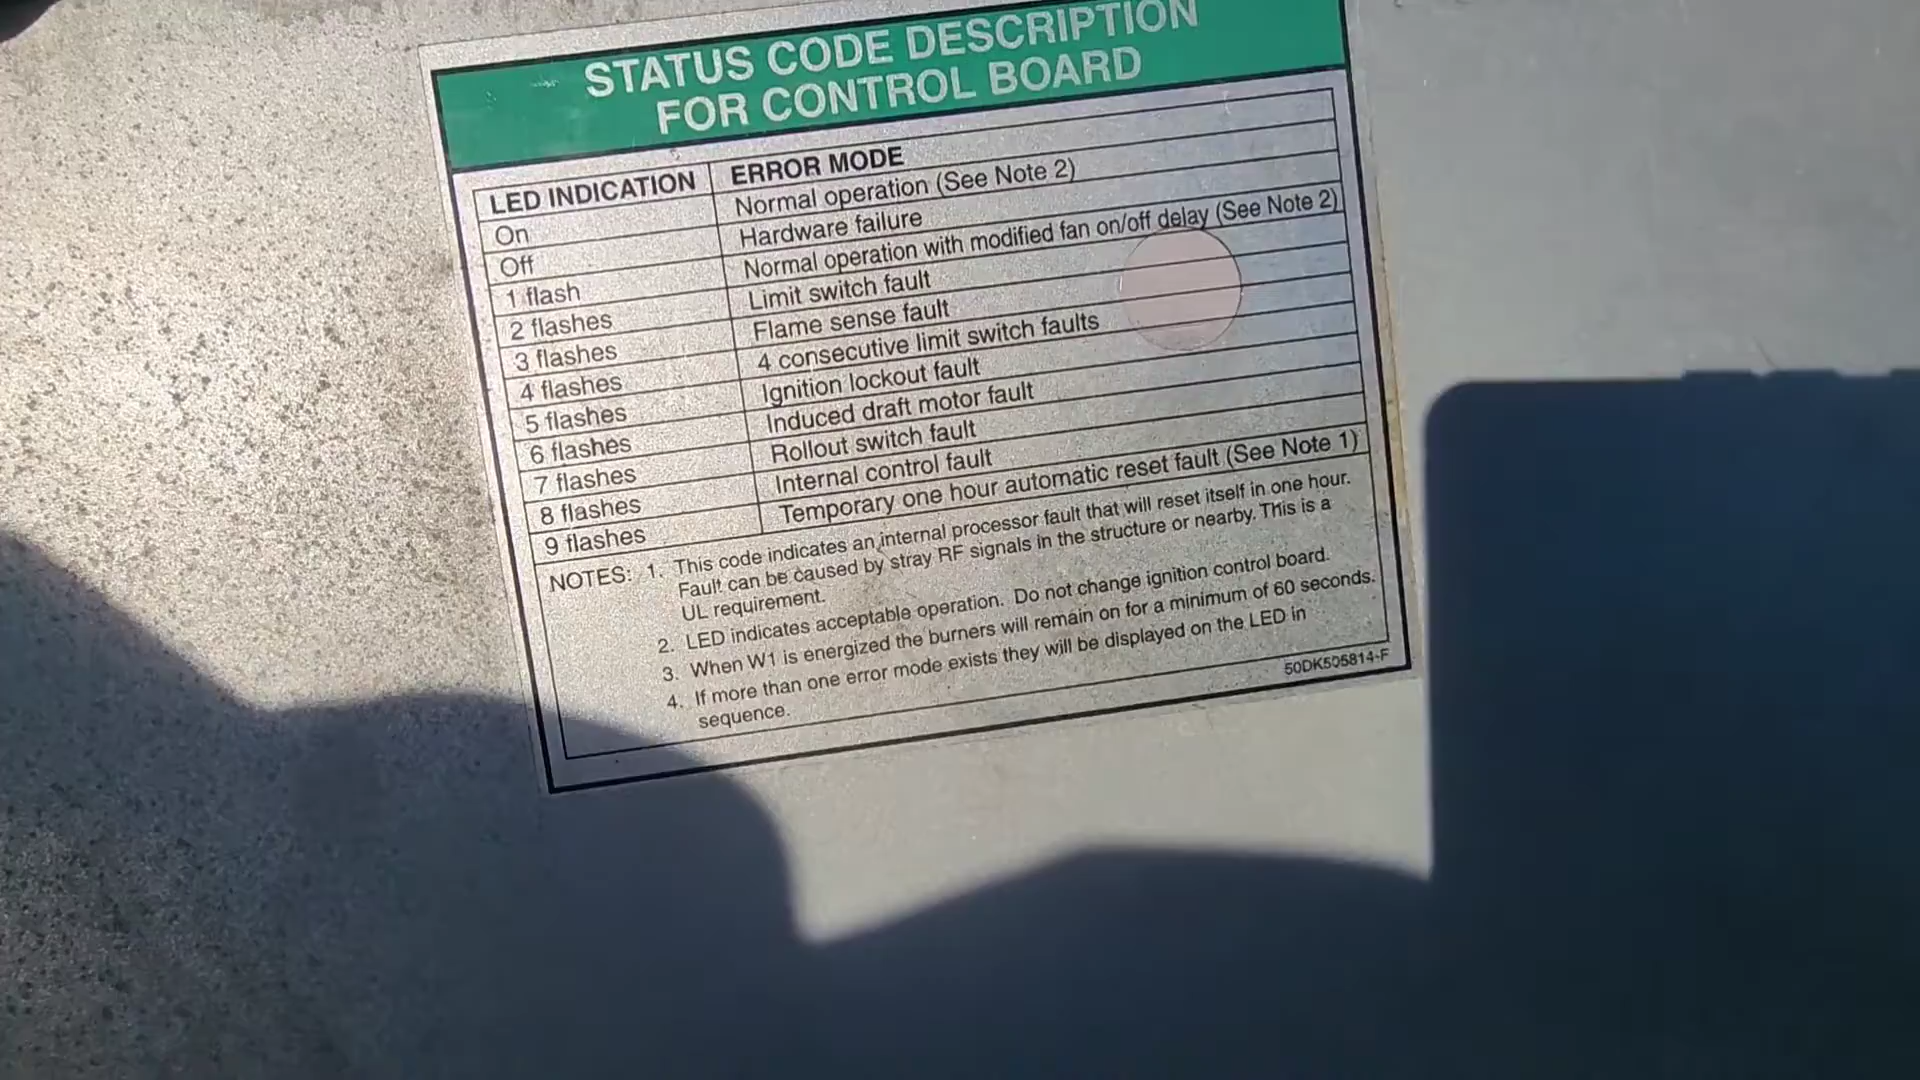 STATUS CODE DESCRIPTION
FOR CONTROL BOARD
LED INDICATION ERROR MODE
On Normal operation (See Note 2)
Off Hardware failure
1 flash Normal operation with modified fan on/off delay (See Note 2)
2 flashes Limit switch fault
3 flashes Flame sense fault
4 flashes 4 consecutive limit switch faults
5 flashes Ignition lockout fault
6 flashes Induced draft motor fault
7 flashes Rollout switch fault
8 flashes Internal control fault
9 flashes Temporary one hour automatic reset fault (See Note 1)
NOTES: 1. This code indicates an internal processor fault that will reset itself in one hour.
Fault can be caused by stray RF signals in the structure or nearby. This is a
UL requirement.
2. LED indicates acceptable operation. Do not change ignition control board.
3. When W1 is energized the burners will remain on for a minimum of 60 seconds.
4. If more than one error mode exists they will be displayed on the LED in
sequence.
50DK505814-F